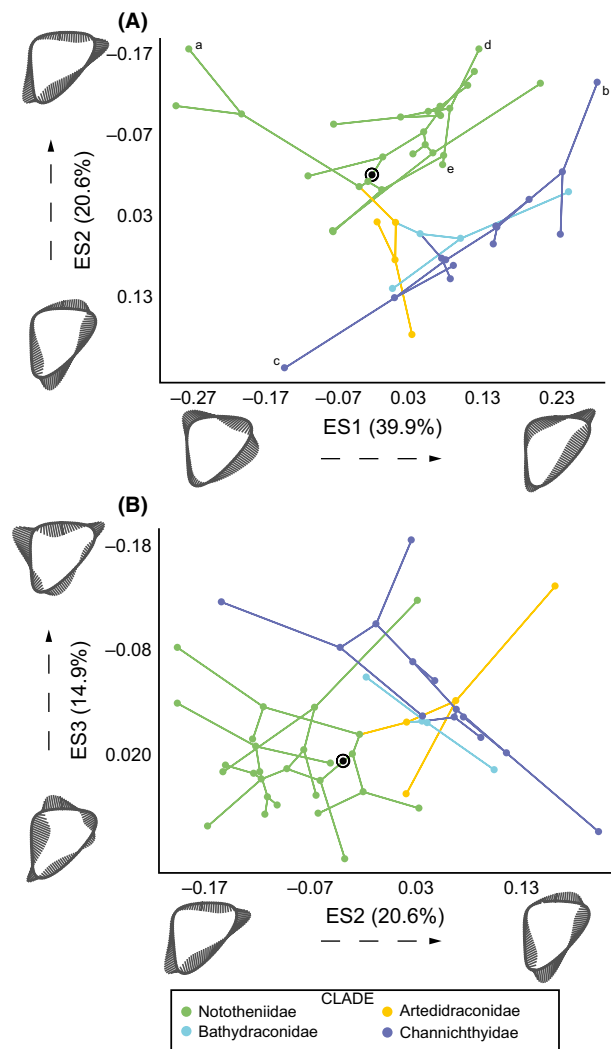 (A)
a
d
b
e
c
−0.17
−0.07
0.03
0.13
ES2 (20.6%)
−0.27 −0.17 −0.07 0.03 0.13 0.23
ES1 (39.9%)
(B)
−0.18
−0.08
0.020
ES3 (14.9%)
−0.17 −0.07 0.03 0.13
ES2 (20.6%)
CLADE
Nototheniidae Artedidraconidae
Bathydraconidae Channichthyidae